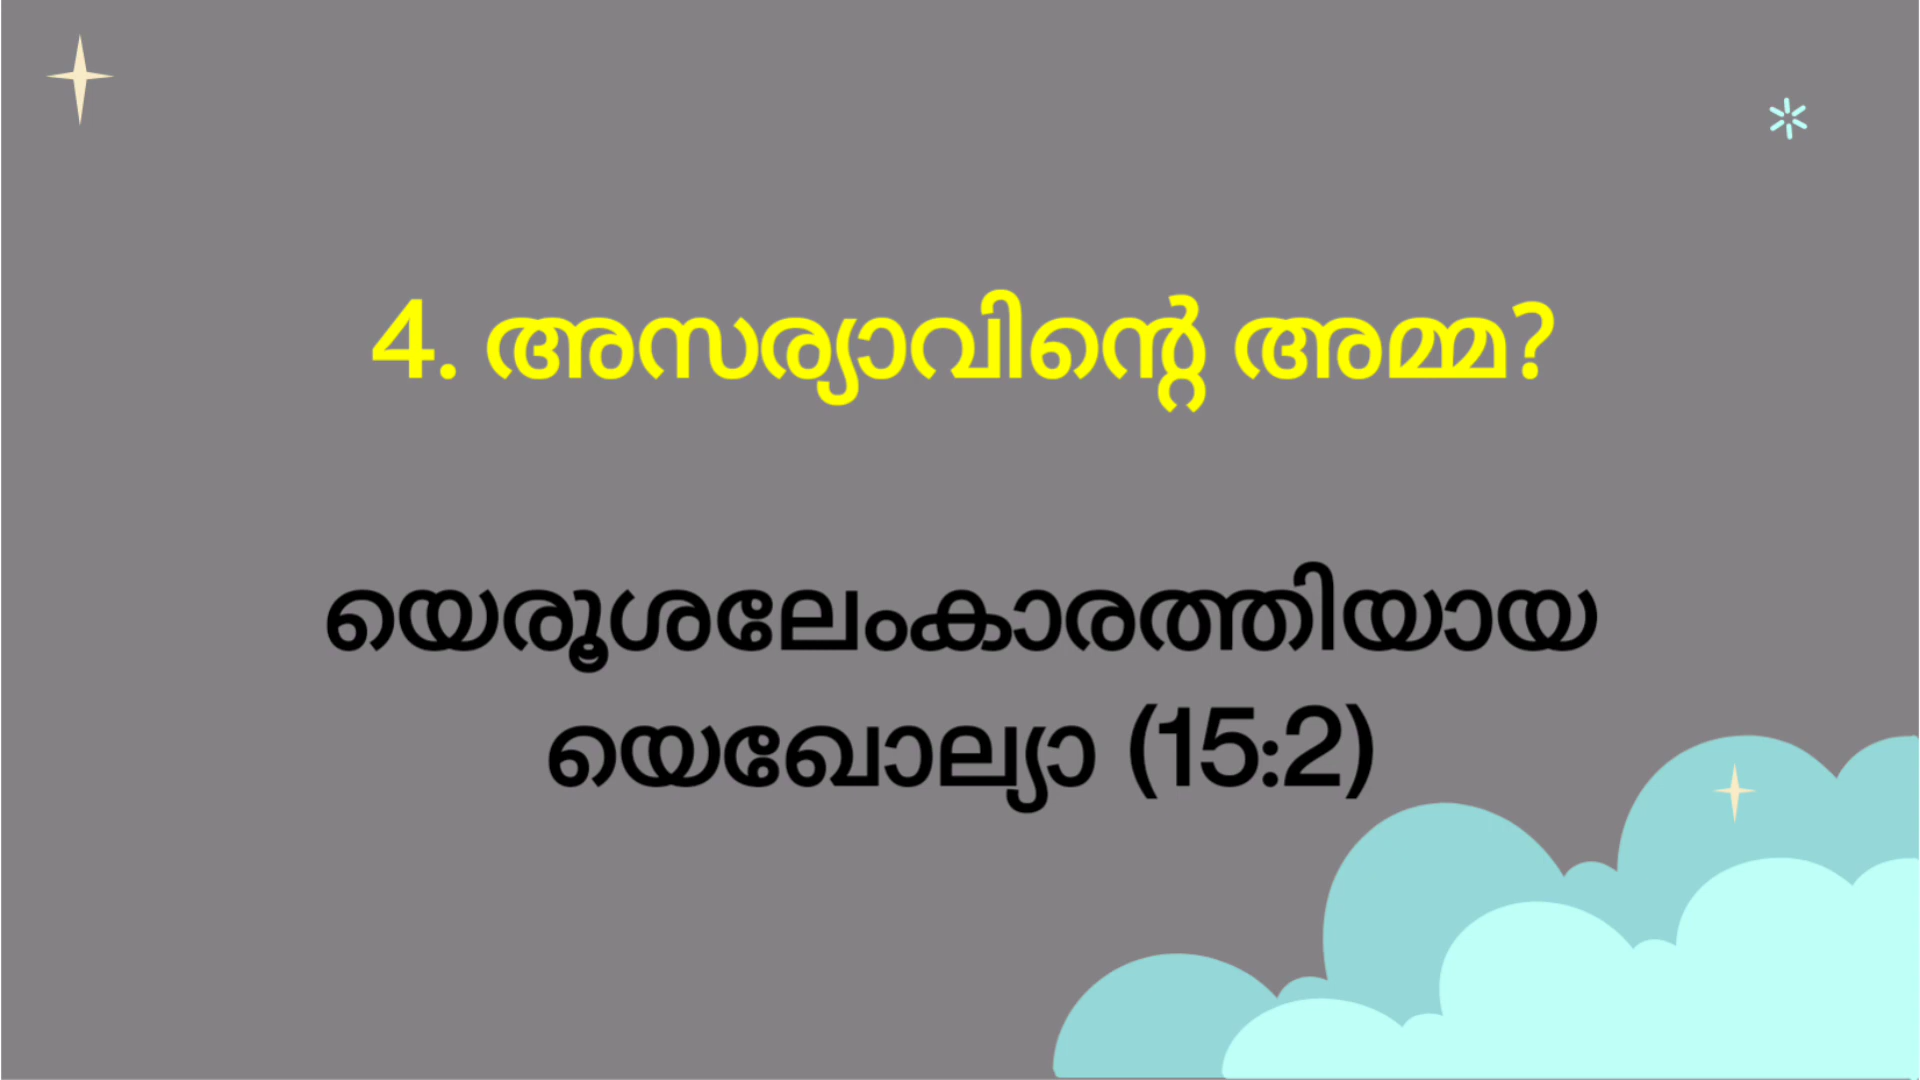 4. അസര്യാവിന്റെ അമ്മ?
യെരൂശലേംകാരത്തിയായ
യെഖോല്യാ (15:2)